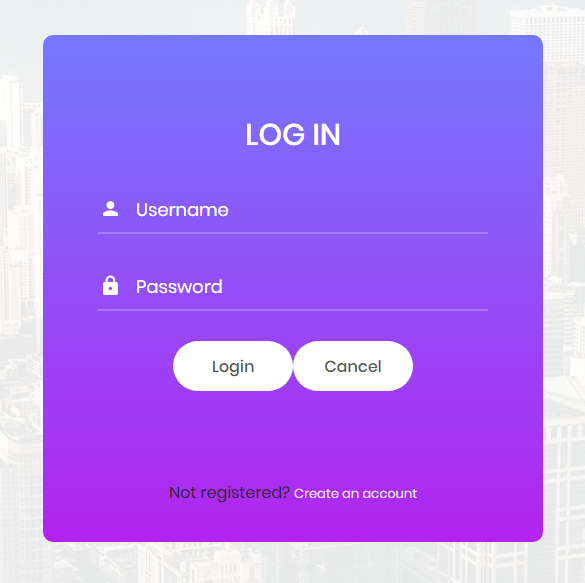 LOG IN
Username
Password
Login Cancel
Not registered? Create an account